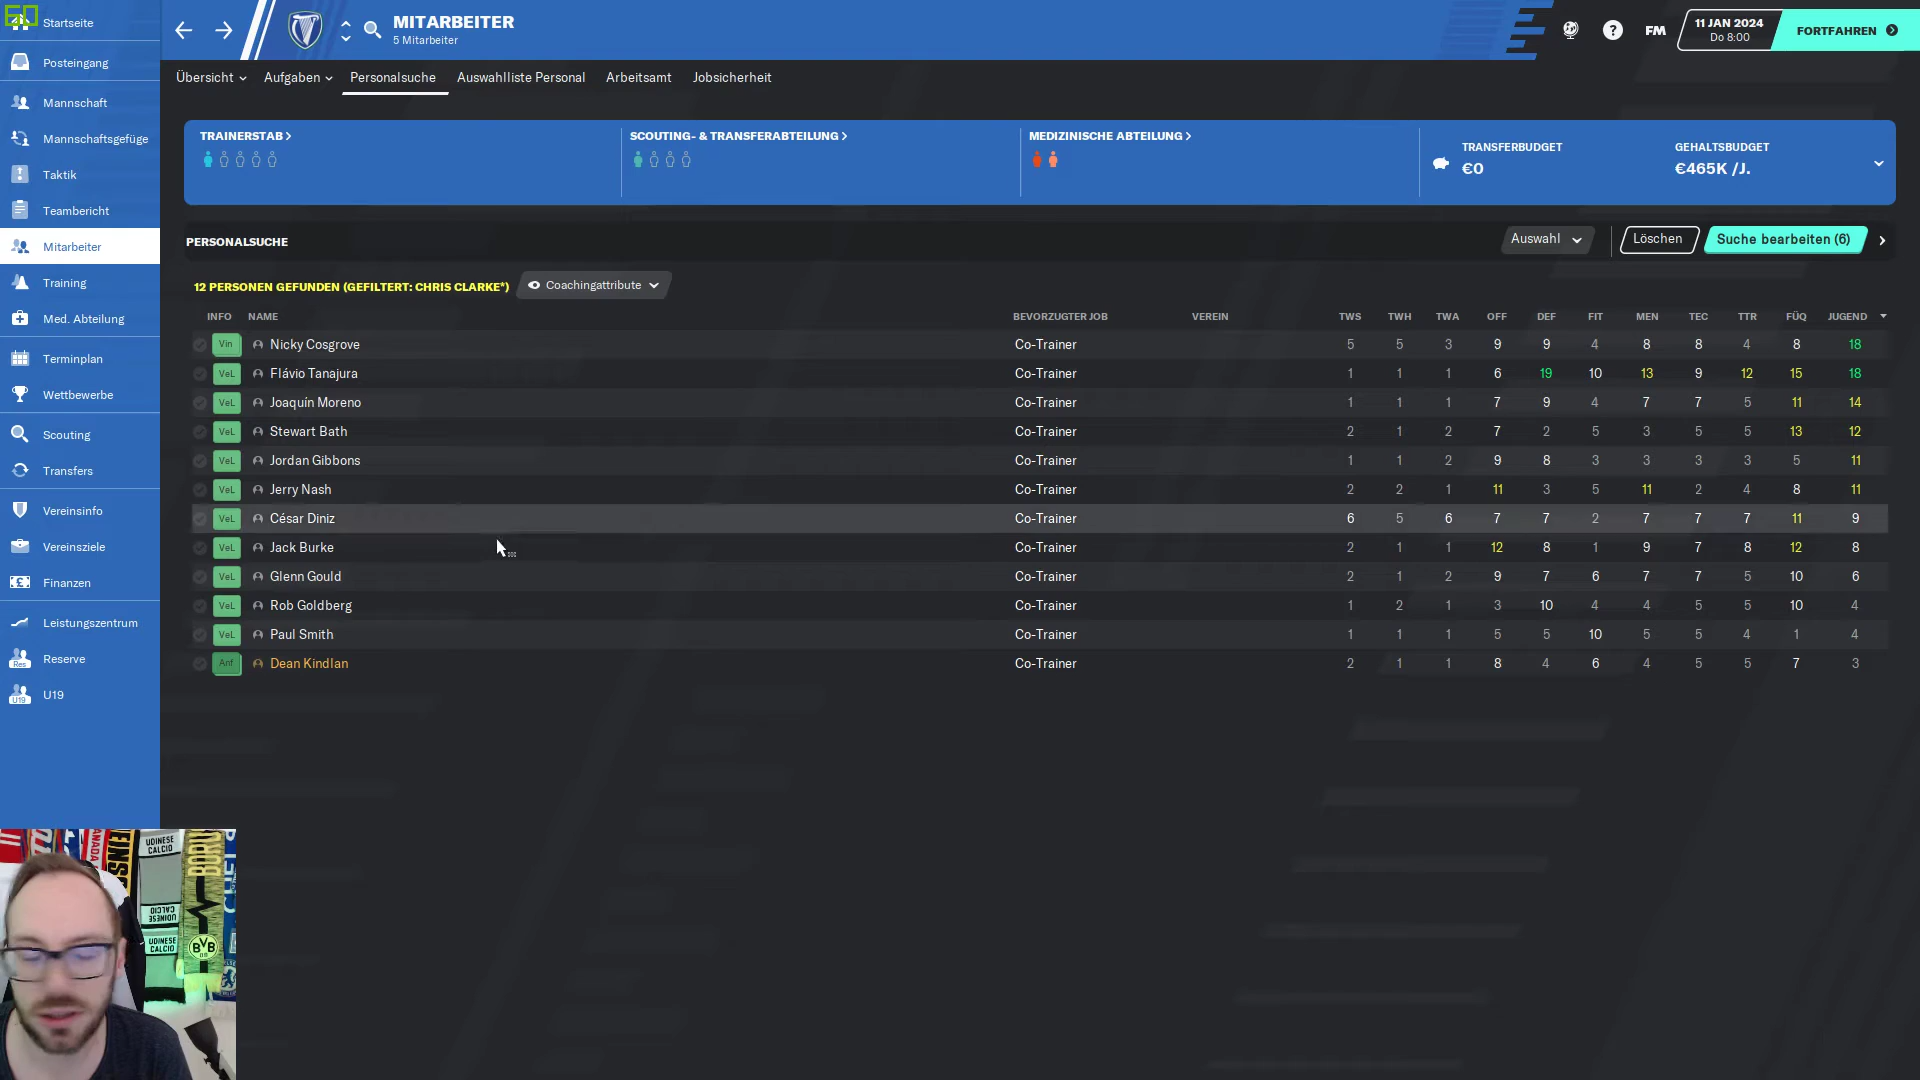 60
Startseite
Posteingang
Mannschaft
Mannschaftsgefüge
Taktik
Teambericht
Mitarbeiter
Training
Med. Abteilung
Terminplan
Wettbewerbe
Scouting
Transfers
Vereinsinfo
Vereinsziele
Finanzen
Leistungszentrum
Res Reserve
U19 U19
MITARBEITER
5 Mitarbeiter
FM
11 JAN 2024
Do 8:00
FORTFAHREN
Übersicht Aufgaben Personalsuche Auswahlliste Personal Arbeitsamt Jobsicherheit
TRAINERSTAB
SCOUTING- & TRANSFERABTEILUNG
MEDIZINISCHE ABTEILUNG
TRANSFERBUDGET
€0
GEHALTSBUDGET
€465K /J.
PERSONALSUCHE
Auswahl Löschen Suche bearbeiten (6)
12 PERSONEN GEFUNDEN (GEFILTERT: CHRIS CLARKE*) Coachingattribute
INFO NAME BEVORZUGTER JOB VEREIN TWS TWH TWA OFF DEF FIT MEN TEC TTR FÜQ JUGEND
Vin Nicky Cosgrove Co-Trainer 5 5 3 9 9 4 8 8 4 8 18
VeL Flávio Tanajura Co-Trainer 1 1 1 6 19 10 13 9 12 15 18
VeL Joaquín Moreno Co-Trainer 1 1 1 7 9 4 7 7 5 11 14
VeL Stewart Bath Co-Trainer 2 1 2 7 2 5 3 5 5 13 12
VeL Jordan Gibbons Co-Trainer 1 1 2 9 8 3 3 3 3 5 11
VeL Jerry Nash Co-Trainer 2 2 1 11 3 5 11 2 4 8 11
VeL César Diniz Co-Trainer 6 5 6 7 7 2 7 7 7 11 9
VeL Jack Burke Co-Trainer 2 1 1 12 8 1 9 7 8 12 8
VeL Glenn Gould Co-Trainer 2 1 2 9 7 6 7 7 5 10 6
VeL Rob Goldberg Co-Trainer 1 2 1 3 10 4 4 5 5 10 4
VeL Paul Smith Co-Trainer 1 1 1 5 5 10 5 5 4 1 4
Anf Dean Kindlan Co-Trainer 2 1 1 8 4 6 4 5 5 7 3
UDINESE
CALCIO
CALCIO
UDINESE
UDINESE
CALCIO
BVB
09